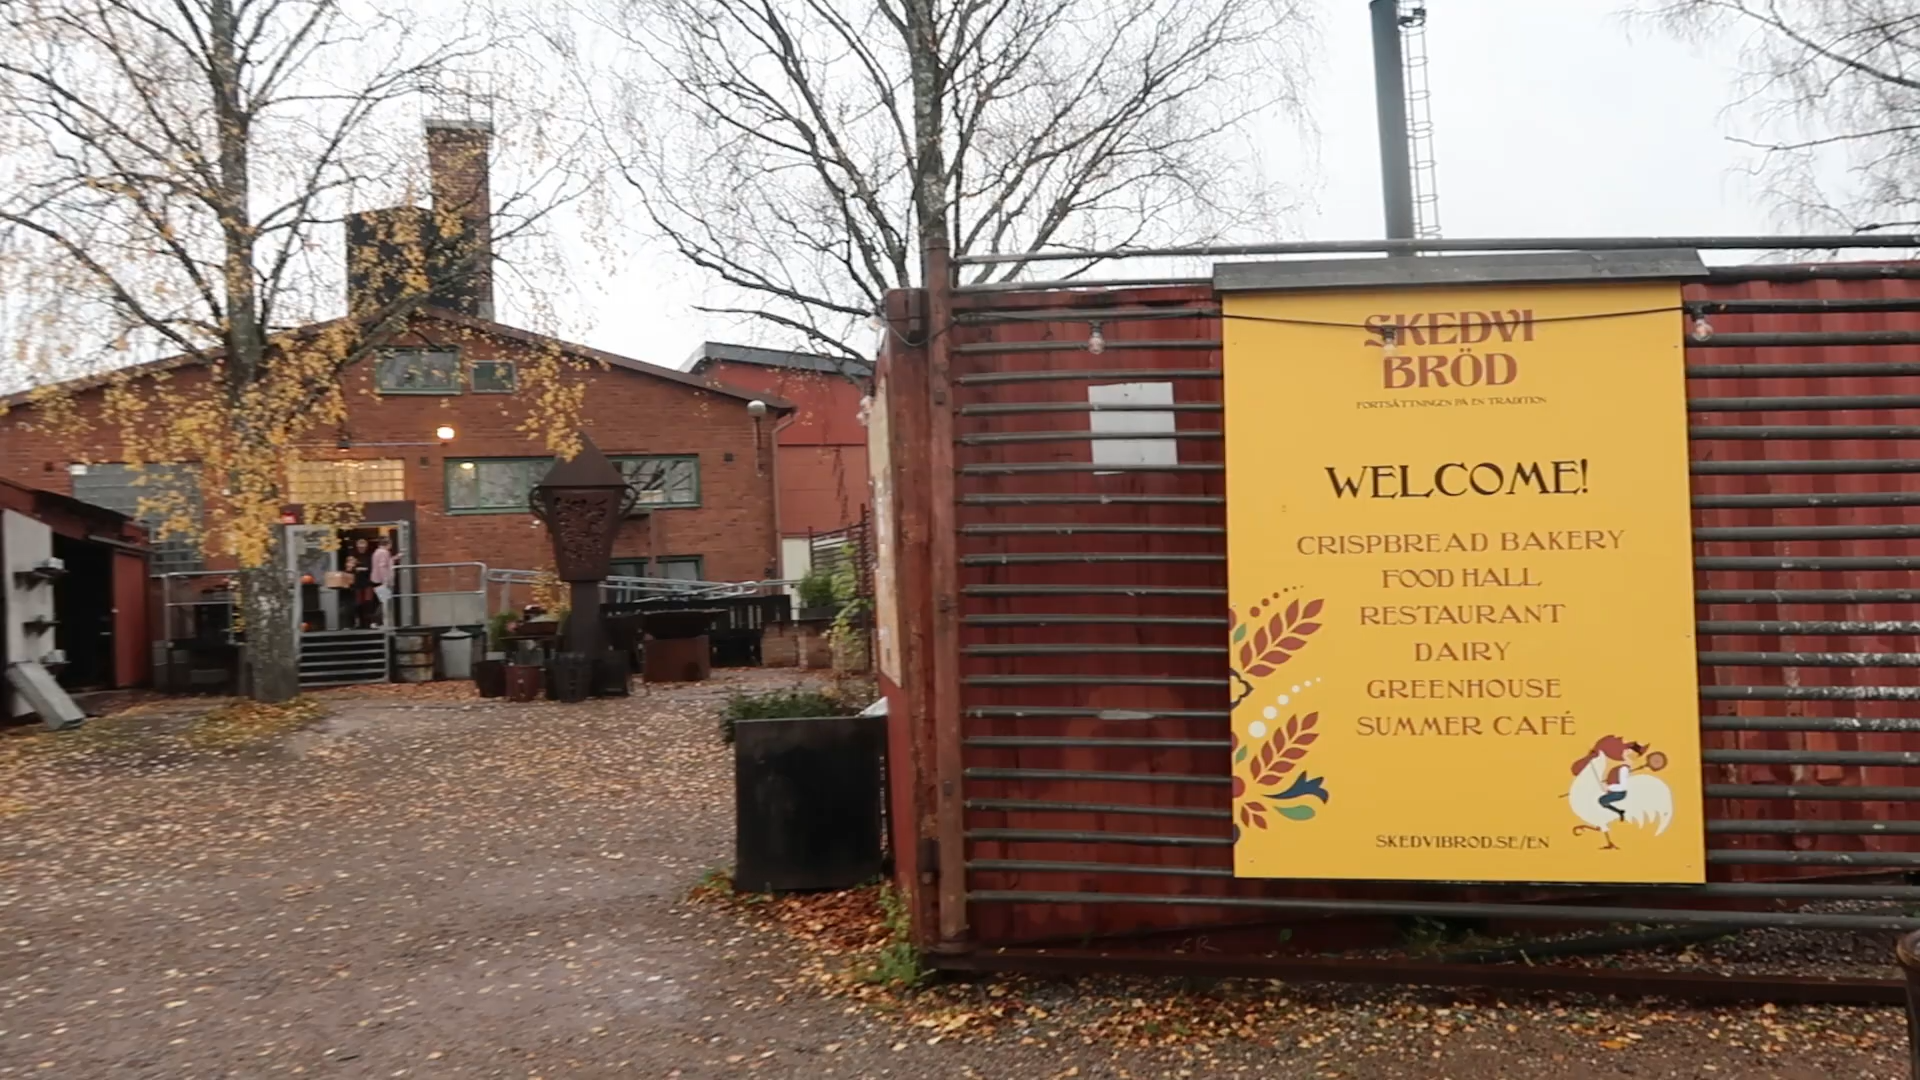 SKEDVI
BRÖD
FORTSÄTTNINGEN PÅ EN TRADITION
WELCOME!
CRISPBREAD BAKERY
FOOD HALL
RESTAURANT
DAIRY
GREENHOUSE
SUMMER CAFÉ
SKEDVIBROD.SE/EN